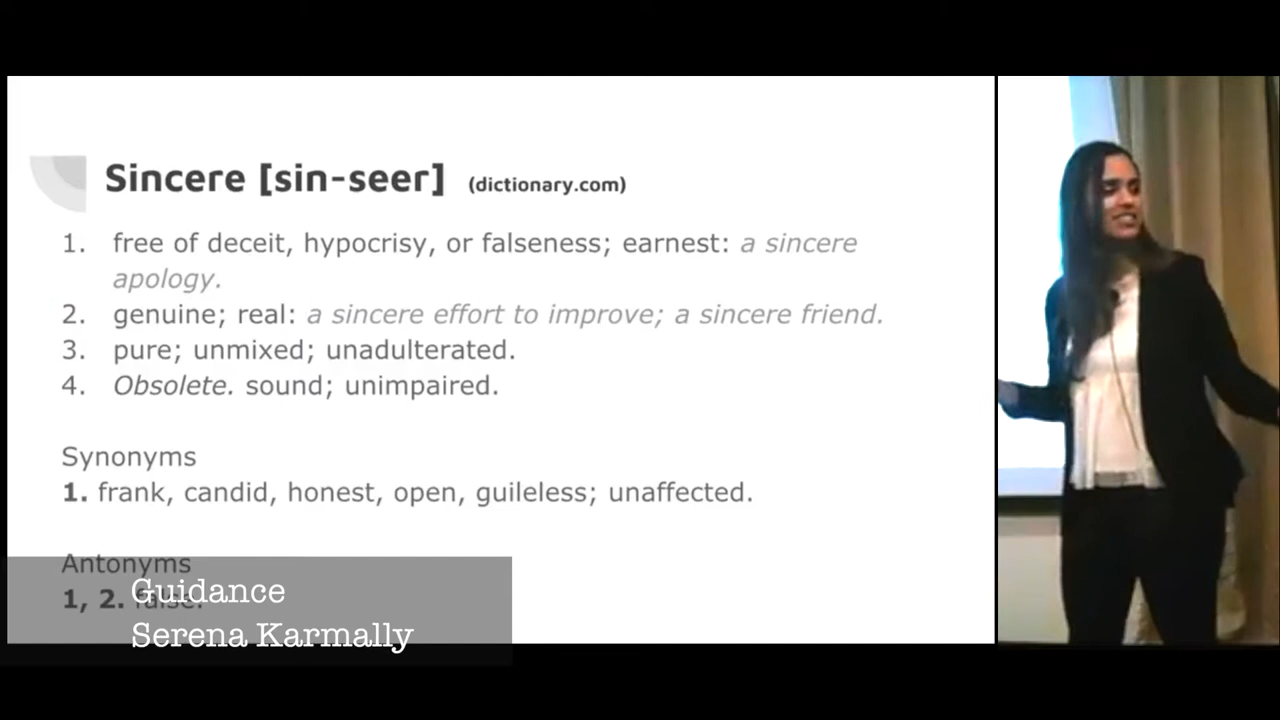 Sincere [sin-seer] (dictionary.com)
1. free of deceit, hypocrisy, or falseness; earnest: a sincere
apology.
2. genuine; real: a sincere effort to improve; a sincere friend.
3. pure; unmixed; unadulterated.
4. Obsolete. sound; unimpaired.
Synonyms
1. frank, candid, honest, open, guileless; unaffected.
Antonyms
1, 2. false.
Guidance
Serena Karmally